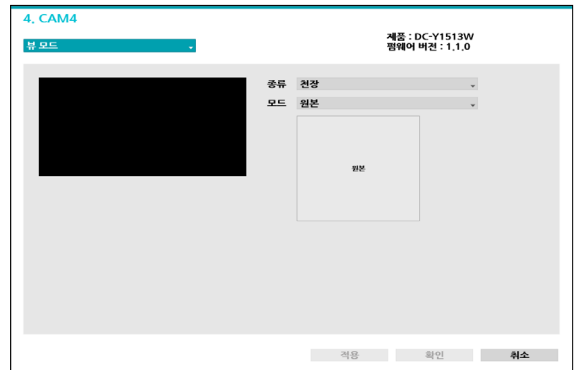 4. CAM4
제품 : DC-Y1513W
뷰 모드
펌웨어 버전 : 1.1.0
종류 천장
모드 원본
원본
적용 확인 취소